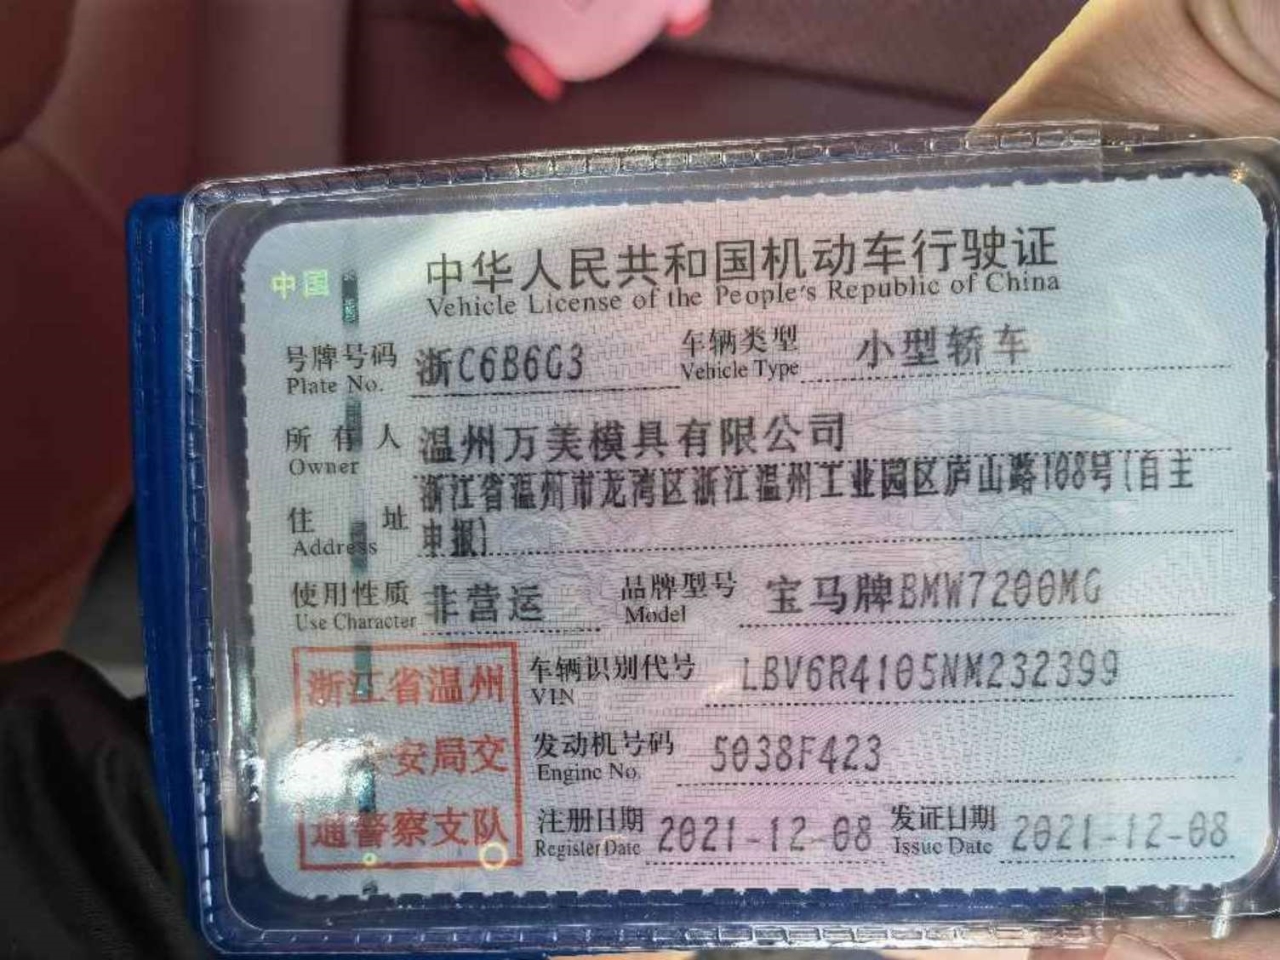 中国
中华人民共和国机动车行驶证
Vehicle License of the People's Republic of China
号牌号码 浙C6B6G3 车辆类型 小型轿车
Plate No. Vehicle Type
所有人 温州万美模具有限公司
Owner
住址 浙江省温州市龙湾区浙江温州工业园区庐山路108号(自主
Address 申报)
使用性质 非营运 品牌型号 宝马牌BMW7200MG
Use Character Model
浙江省温州 车辆识别代号 LBV6R4105NM232399
VIN
安局交 发动机号码 5038F423
Engine No.
通警察支队 注册日期 2021-12-08 发证日期 2021-12-08
Register Date Issue Date